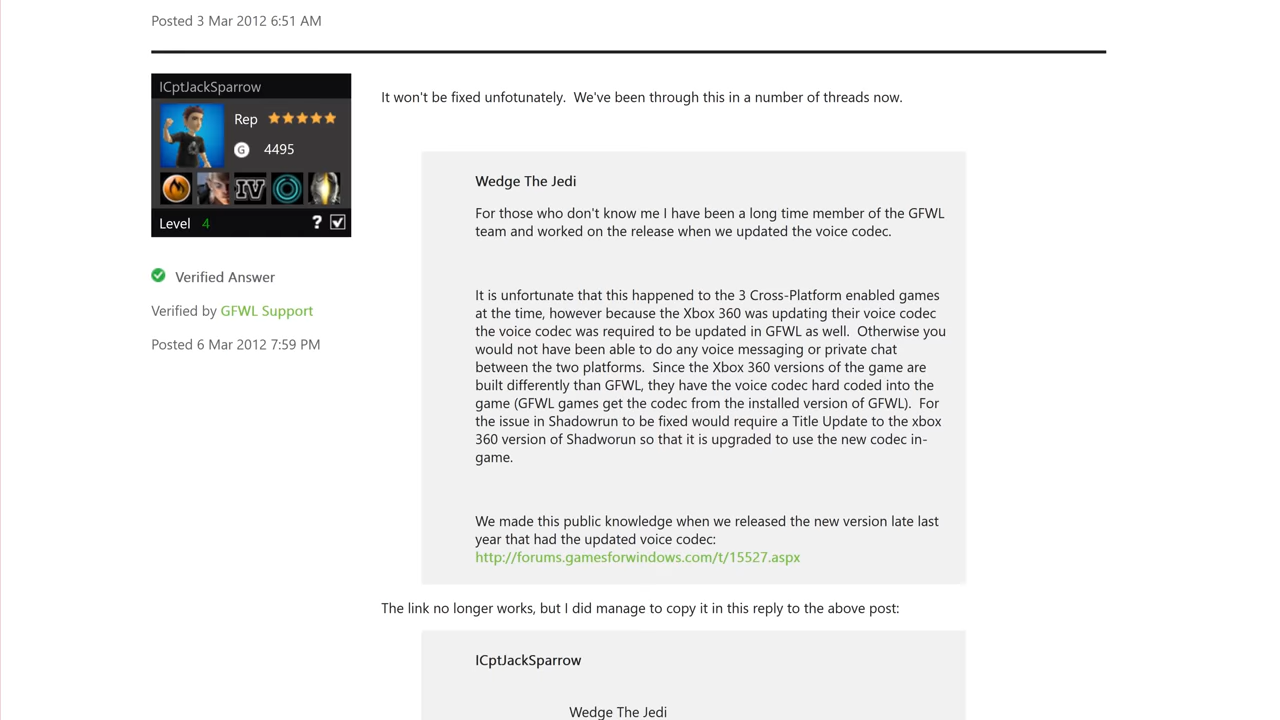 Posted 3 Mar 2012 6:51 AM
ICptJackSparrow
Rep
G 4495
IV
Level 4 ?
Verified Answer
Verified by GFWL Support
Posted 6 Mar 2012 7:59 PM
It won't be fixed unfotunately.  We've been through this in a number of threads now.
Wedge The Jedi
For those who don't know me I have been a long time member of the GFWL
team and worked on the release when we updated the voice codec.
It is unfortunate that this happened to the 3 Cross-Platform enabled games
at the time, however because the Xbox 360 was updating their voice codec
the voice codec was required to be updated in GFWL as well.  Otherwise you
would not have been able to do any voice messaging or private chat
between the two platforms.  Since the Xbox 360 versions of the game are
built differently than GFWL, they have the voice codec hard coded into the
game (GFWL games get the codec from the installed version of GFWL).  For
the issue in Shadowrun to be fixed would require a Title Update to the xbox
360 version of Shadworun so that it is upgraded to use the new codec in-
game.
We made this public knowledge when we released the new version late last
year that had the updated voice codec:
http://forums.gamesforwindows.com/t/15527.aspx
The link no longer works, but I did manage to copy it in this reply to the above post:
ICptJackSparrow
Wedge The Jedi